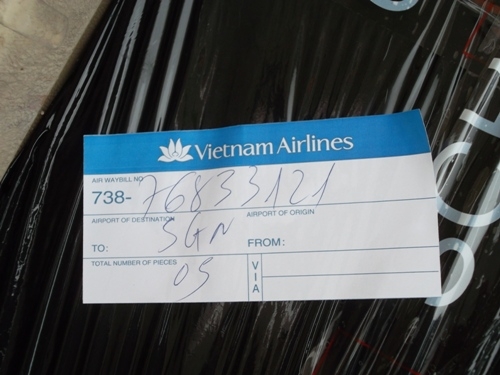 Vietnam Airlines
AIR WAYBILL NO
738-76833121
AIRPORT OF DESTINATION AIRPORT OF ORIGIN
TO: SGN FROM:
TOTAL NUMBER OF PIECES
05
VIA